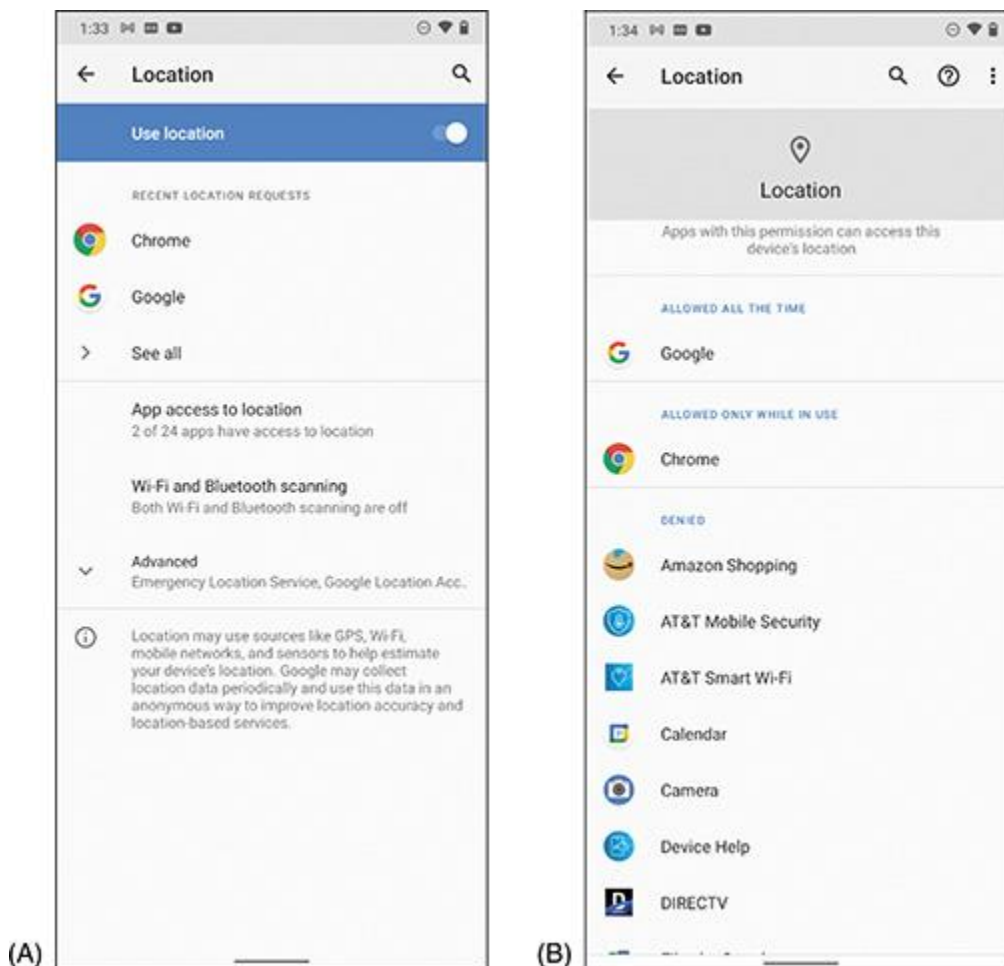 1:33
Location
Use location
RECENT LOCATION REQUESTS
Chrome
Google
See all
App access to location
2 of 24 apps have access to location
Wi-Fi and Bluetooth scanning
Both Wi-Fi and Bluetooth scanning are off
Advanced
Emergency Location Service, Google Location Acc..
Location may use sources like GPS, Wi-Fi,
mobile networks, and sensors to help estimate
your device's location. Google may collect
location data periodically and use this data in an
anonymous way to improve location accuracy and
location-based services.
(A)
1:34
Location
Location
Apps with this permission can access this
device's location
ALLOWED ALL THE TIME
Google
ALLOWED ONLY WHILE IN USE
Chrome
DENIED
Amazon Shopping
AT&T Mobile Security
AT&T Smart Wi-Fi
Calendar
Camera
Device Help
DIRECTV
(B)